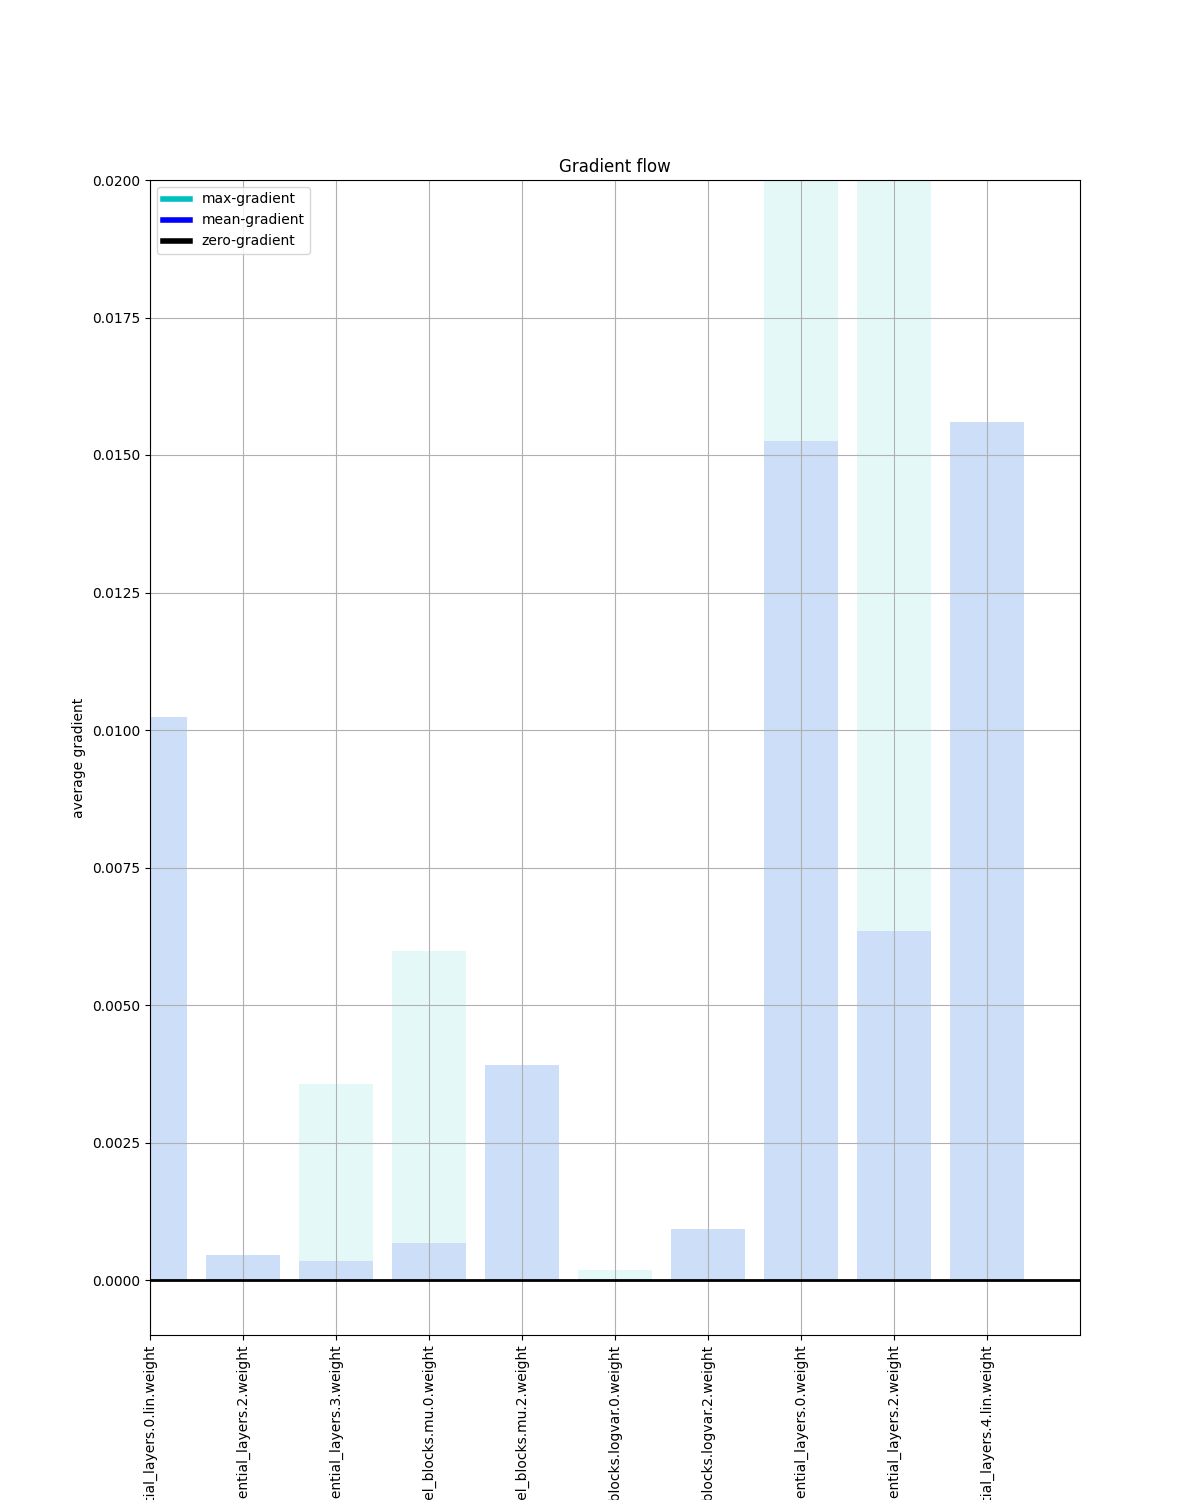 Gradient flow
max-gradient
mean-gradient
zero-gradient
0.0200
0.0175
0.0150
0.0125
0.0100
0.0075
0.0050
0.0025
0.0000
average gradient
tial_layers.0.lin.weight
ential_layers.2.weight
ential_layers.3.weight
el_blocks.mu.0.weight
el_blocks.mu.2.weight
blocks.logvar.0.weight
blocks.logvar.2.weight
ential_layers.0.weight
ential_layers.2.weight
tial_layers.4.lin.weight